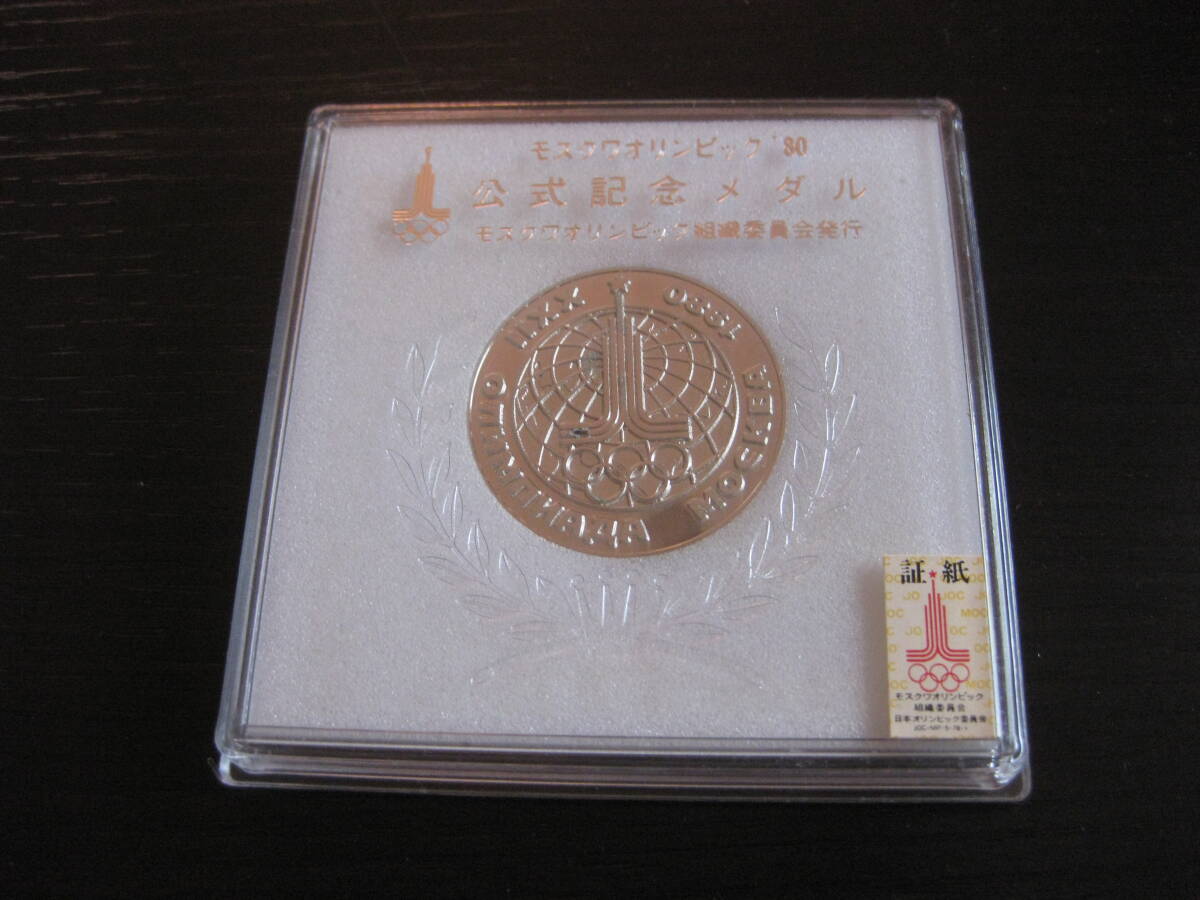 モスクワオリンピック '80
公式記念メダル
モスクワオリンピック組織委員会発行
XXII ОЛИМПИАДА МОСКВА 1980
証紙
JOC
MOC
モスクワオリンピック
組織委員会
日本オリンピック委員会